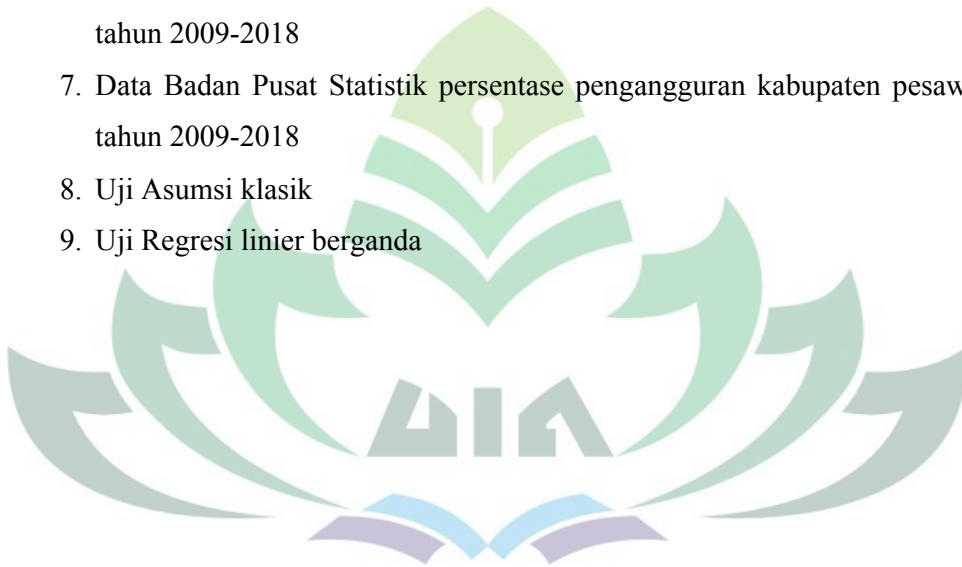 tahun 2009-2018
7. Data Badan Pusat Statistik persentase pengangguran kabupaten pesaw
tahun 2009-2018
8. Uji Asumsi klasik
9. Uji Regresi linier berganda
UIN